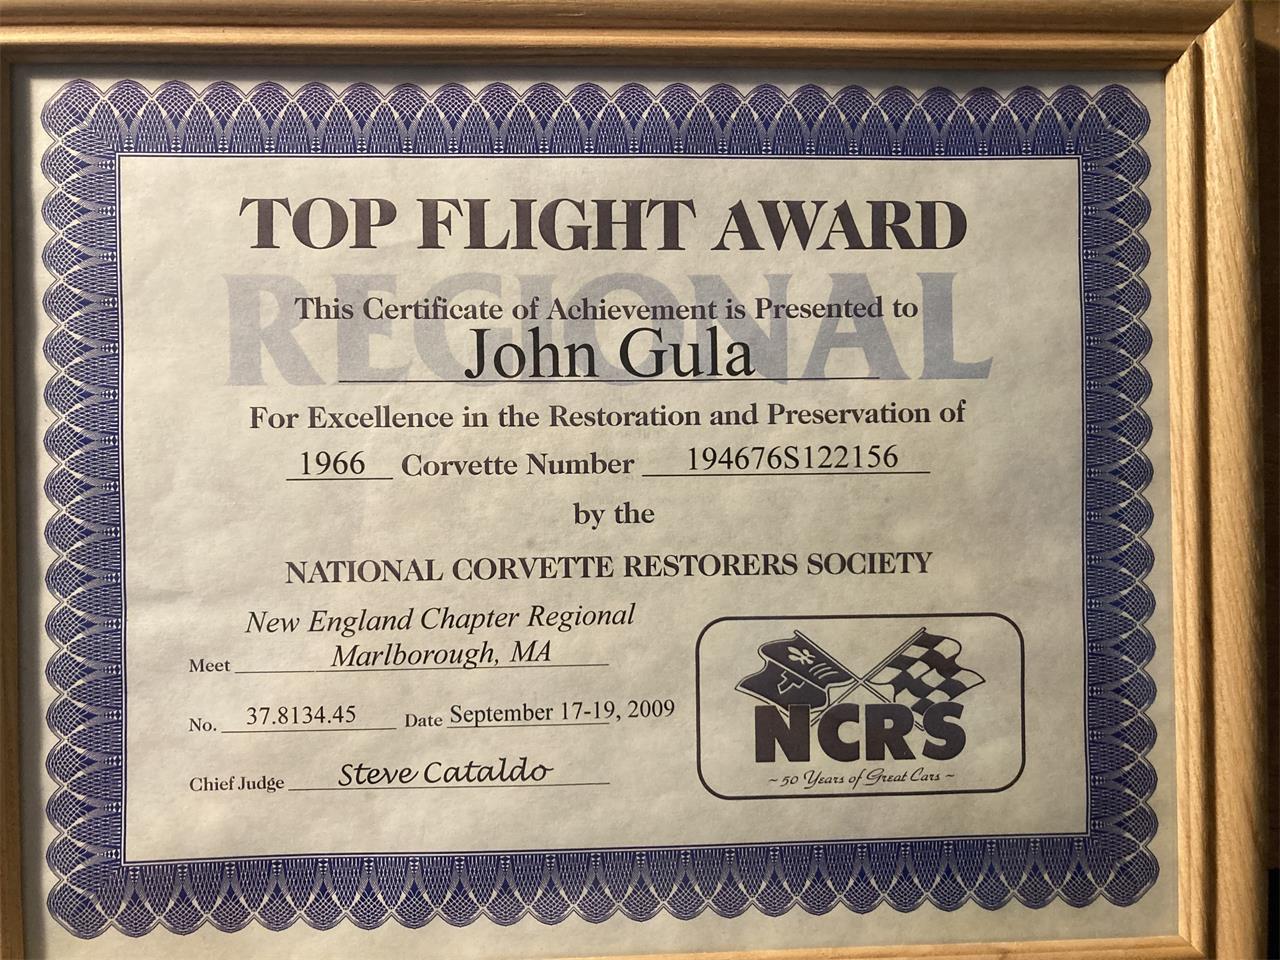 TOP FLIGHT AWARD
REGIONAL
This Certificate of Achievement is Presented to
John Gula
For Excellence in the Restoration and Preservation of
1966 Corvette Number 194676S122156
by the
NATIONAL CORVETTE RESTORERS SOCIETY
New England Chapter Regional
Meet Marlborough, MA
No. 37.8134.45 Date September 17-19, 2009
Chief Judge Steve Cataldo
NCRS
~ 50 Years of Great Cars ~